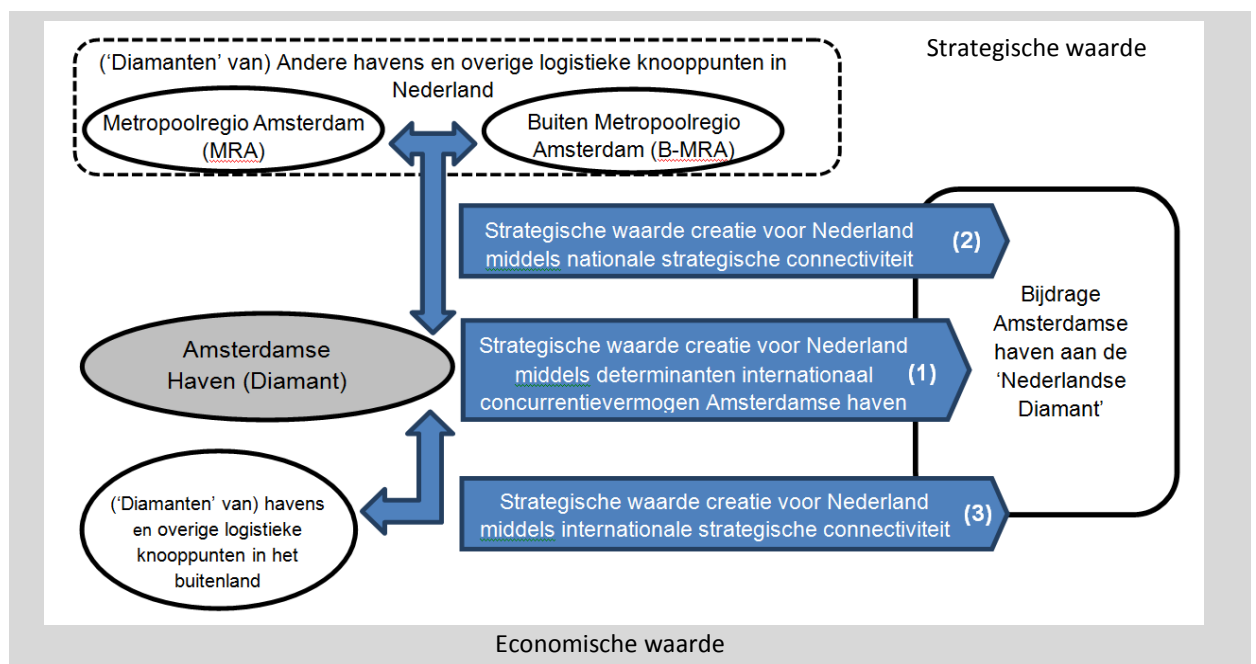 Strategische waarde
('Diamanten' van) Andere havens en overige logistieke knooppunten in
Nederland
Metropoolregio Amsterdam
(MRA)
Buiten Metropoolregio
Amsterdam (B-MRA)
Strategische waarde creatie voor Nederland
middels nationale strategische connectiviteit
(2)
Amsterdamse
Haven (Diamant)
Strategische waarde creatie voor Nederland
middels determinanten internationaal
concurrentievermogen Amsterdamse haven
(1)
Bijdrage
Amsterdamse
haven aan de
'Nederlandse
Diamant'
('Diamanten' van) havens
en overige logistieke
knooppunten in het
buitenland
Strategische waarde creatie voor Nederland
middels internationale strategische connectiviteit
(3)
Economische waarde